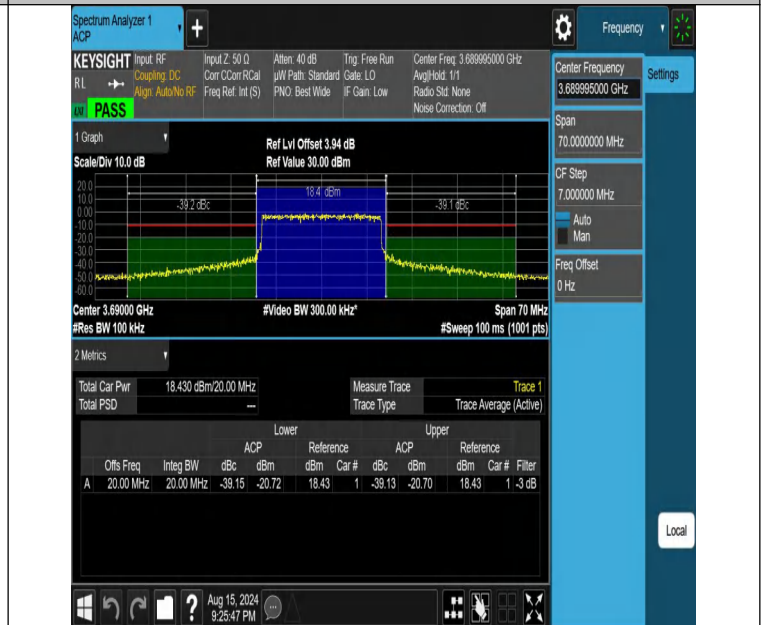 Spectrum Analyzer 1
ACP
+
Frequency
KEYSIGHT
RL
PASS
Input: RF
Coupling: DC
Align: Auto/No RF
Input Z: 50 Ω
Corr CCorr RCal
Freq Ref: Int (S)
Atten: 40 dB
µW Path: Standard
PNO: Best Wide
Trig: Free Run
Gate: LO
IF Gain: Low
Center Freq: 3.689995000 GHz
Avg|Hold: 1/1
Radio Std: None
Noise Correction: Off
Center Frequency
3.689995000 GHz
Settings
Span
70.0000000 MHz
CF Step
7.000000 MHz
Auto
Man
Freq Offset
0 Hz
1 Graph
Scale/Div 10.0 dB
Ref Lvl Offset 3.94 dB
Ref Value 30.00 dBm
20.0
10.0
0.00
-10.0
-20.0
-30.0
-40.0
-50.0
-60.0
-39.2 dBc
18.4 dBm
-39.1 dBc
Center 3.69000 GHz
#Video BW 300.00 kHz*
Span 70 MHz
#Res BW 100 kHz
#Sweep 100 ms (1001 pts)
2 Metrics
Total Car Pwr 18.430 dBm/20.00 MHz
Total PSD ---
Measure Trace Trace 1
Trace Type Trace Average (Active)
Lower Upper
ACP Reference ACP Reference
Offs Freq Integ BW dBc dBm dBm Car # dBc dBm dBm Car # Filter
A 20.00 MHz 20.00 MHz -39.15 -20.72 18.43 1 -39.13 -20.70 18.43 1 -3 dB
Local
?
Aug 15, 2024
9:25:47 PM